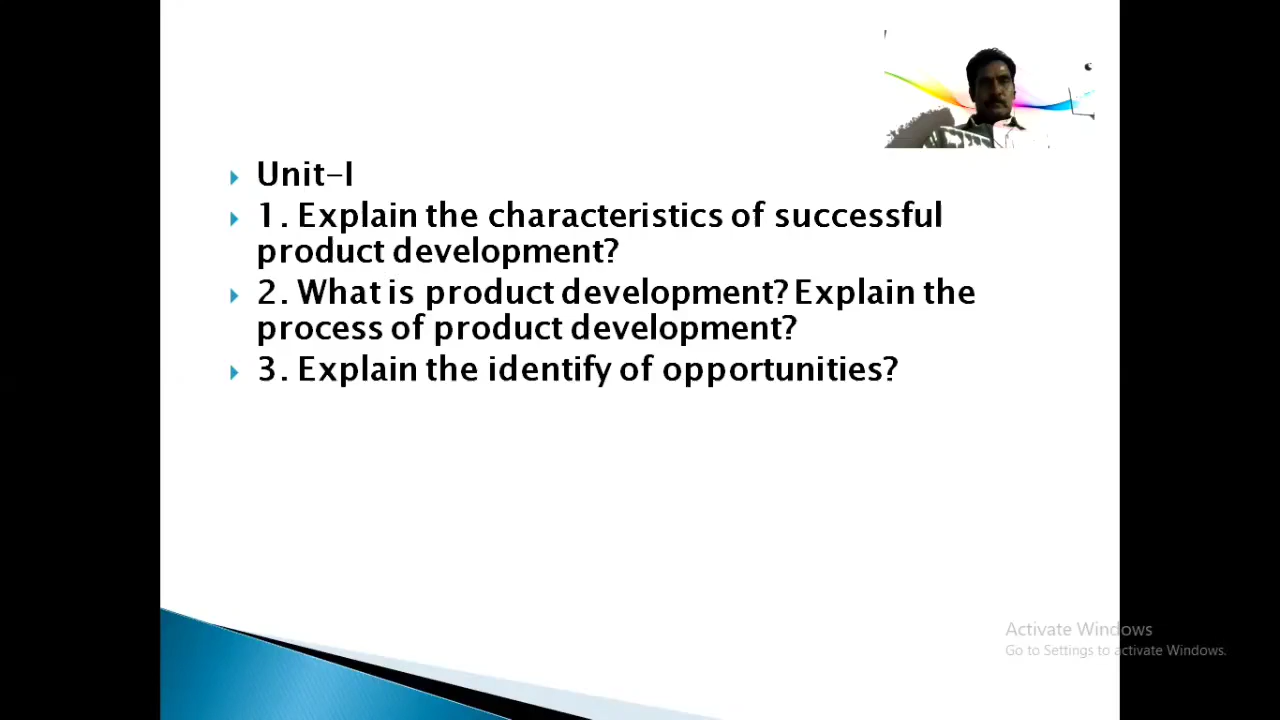 Unit-I
1. Explain the characteristics of successful
product development?
2. What is product development? Explain the
process of product development?
3. Explain the identify of opportunities?
Activate Windows
Go to Settings to activate Windows.